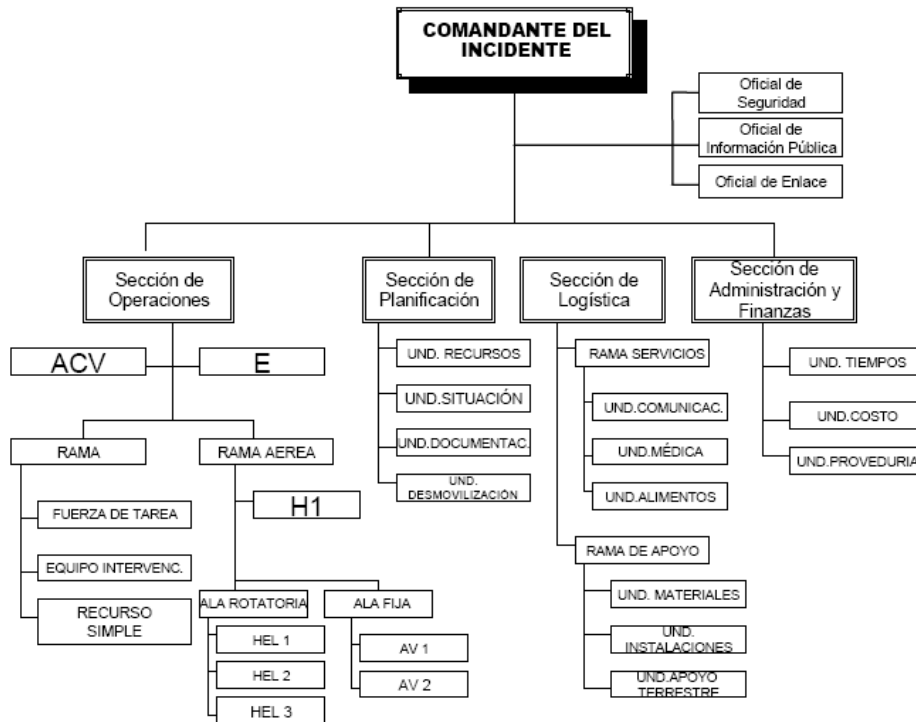 COMANDANTE DEL
INCIDENTE
Oficial de
Seguridad
Oficial de
Información Pública
Oficial de Enlace
Sección de
Operaciones
Sección de
Planificación
Sección de
Logística
Sección de
Administración y
Finanzas
ACV
E
RAMA
RAMA AEREA
FUERZA DE TAREA
EQUIPO INTERVENC.
RECURSO
SIMPLE
H1
ALA ROTATORIA
ALA FIJA
HEL 1
HEL 2
HEL 3
AV 1
AV 2
UND. RECURSOS
UND.SITUACIÓN
UND.DOCUMENTAC.
UND.
DESMOVILIZACIÓN
RAMA SERVICIOS
UND.COMUNICAC.
UND.MÉDICA
UND.ALIMENTOS
RAMA DE APOYO
UND. MATERIALES
UND.
INSTALACIONES
UND.APOYO
TERRESTRE
UND. TIEMPOS
UND.COSTO
UND.PROVEDURIA